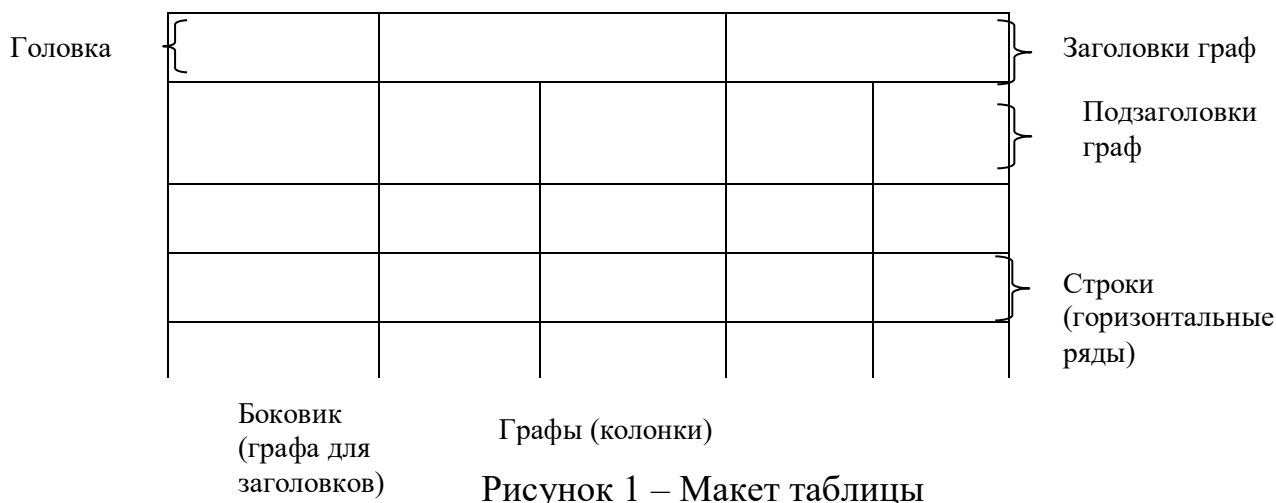 Головка
Заголовки граф
Подзаголовки
граф
Строки
(горизонтальные
ряды)
Боковик
(графа для
заголовков)
Графы (колонки)
Рисунок 1 – Макет таблицы